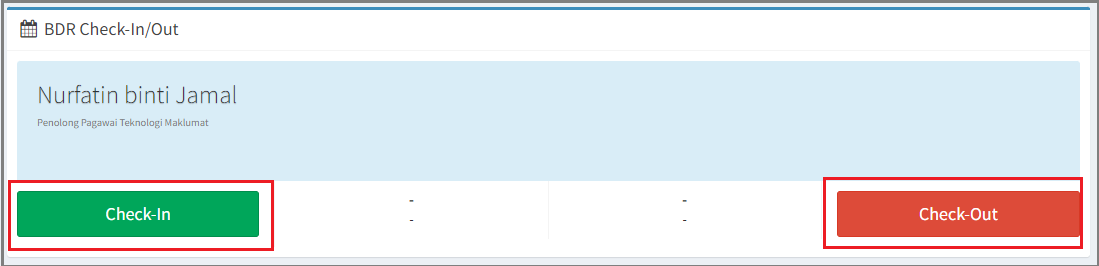 BDR Check-In/Out
Nurfatin binti Jamal
Penolong Pagawai Teknologi Maklumat
Check-In
-
-
-
-
Check-Out